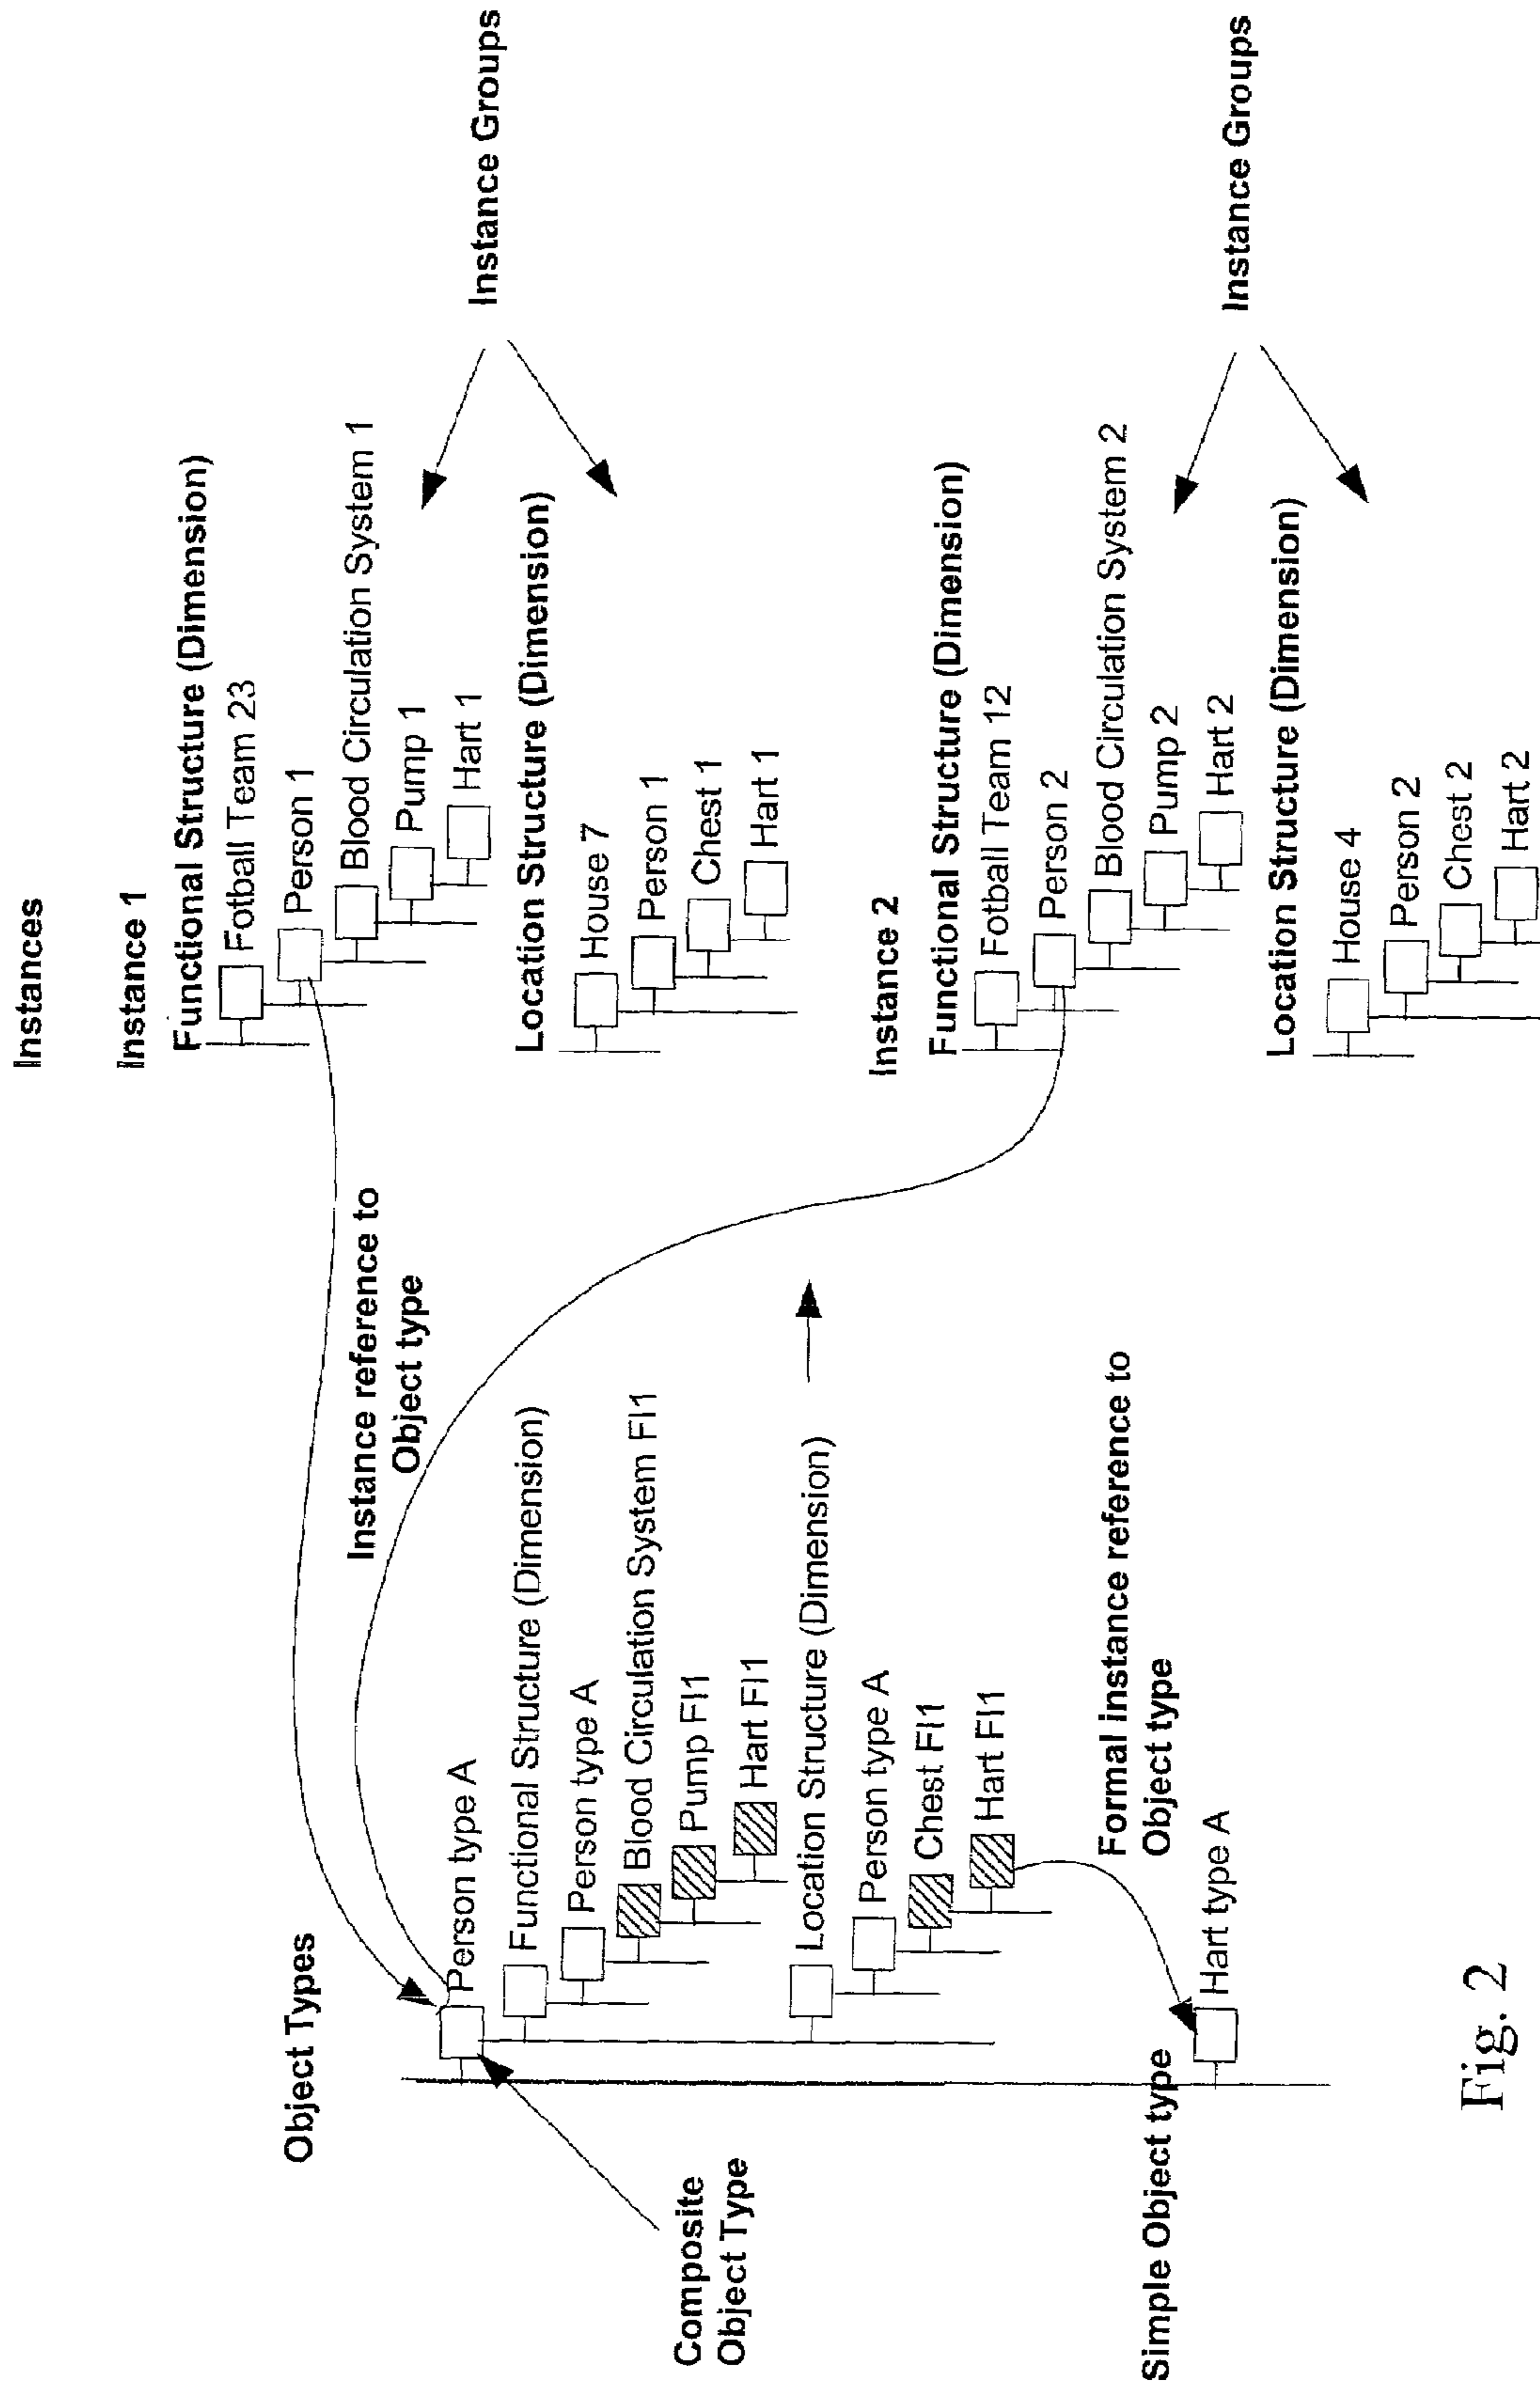 Object Types
Composite
Object Type
Person type A
Functional Structure (Dimension)
Person type A
Blood Circulation System FI1
Pump FI1
Hart FI1
Location Structure (Dimension)
Person type A
Chest FI1
Hart FI1
Formal instance reference to
Object type
Simple Object type
Hart type A
Instance reference to
Object type
Instances
Instance 1
Functional Structure (Dimension)
Fotball Team 23
Person 1
Blood Circulation System 1
Pump 1
Hart 1
Location Structure (Dimension)
House 7
Person 1
Chest 1
Hart 1
Instance Groups
Instance 2
Functional Structure (Dimension)
Fotball Team 12
Person 2
Blood Circulation System 2
Pump 2
Hart 2
Location Structure (Dimension)
House 4
Person 2
Chest 2
Hart 2
Instance Groups
Fig. 2